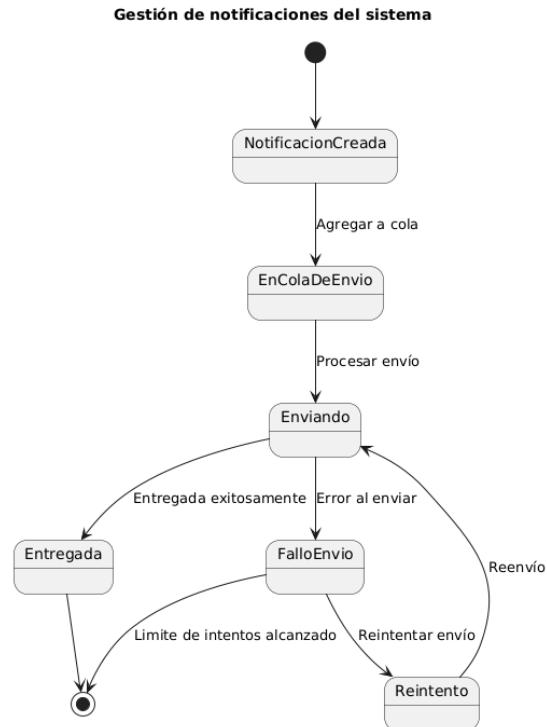 Gestión de notificaciones del sistema
NotificacionCreada
Agregar a cola
EnColaDeEnvio
Procesar envío
Enviando
Entregada exitosamente
Error al enviar
Reenvío
Entregada
FalloEnvio
Limite de intentos alcanzado
Reintentar envío
Reintento